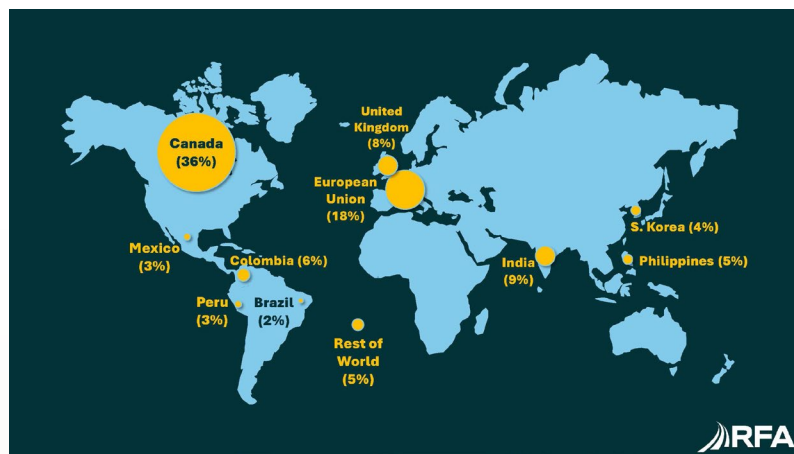 Canada
(36%)
United
Kingdom
(8%)
European
Union
(18%)
Mexico
(3%)
Colombia (6%)
Peru
(3%)
Brazil
(2%)
Rest of
World
(5%)
India
(9%)
S. Korea (4%)
Philippines (5%)
RFA